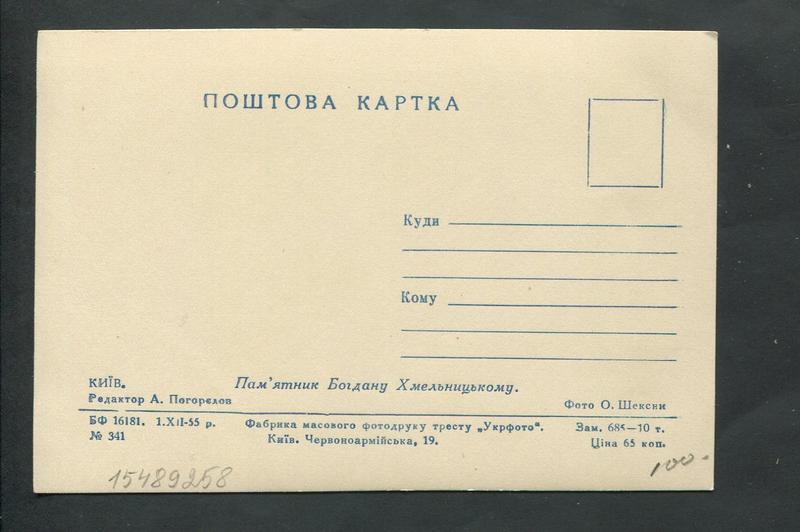 ПОШТОВА КАРТКА
Куди
Кому
КИЇВ. Пам'ятник Богдану Хмельницькому.
Редактор А. Погорєлов
Фото О. Шексни
БФ 16181. 1.XII-55 р. Фабрика масового фотодруку тресту „Укрфото". Зам. 685—10 т.
№ 341 Київ. Червоноармійська, 19. Ціна 65 коп.
15489258
100.-